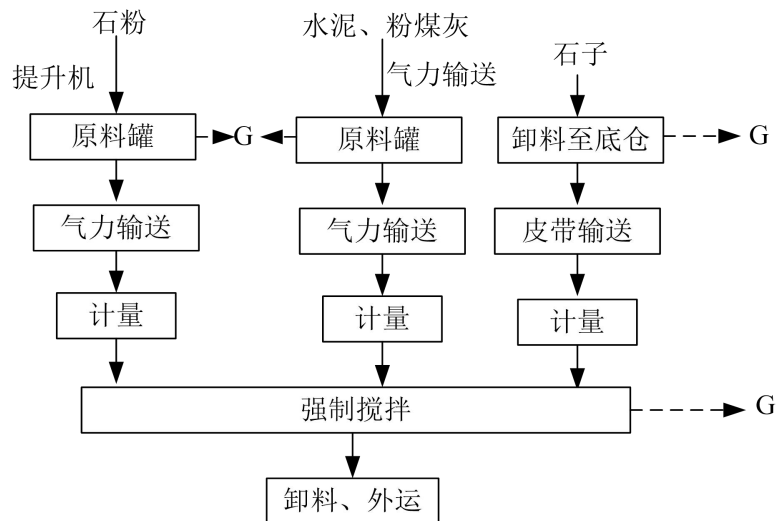 石粉
水泥、粉煤灰
石子
提升机
气力输送
原料罐
G
原料罐
卸料至底仓
G
气力输送
气力输送
皮带输送
计量
计量
计量
强制搅拌
G
卸料、外运